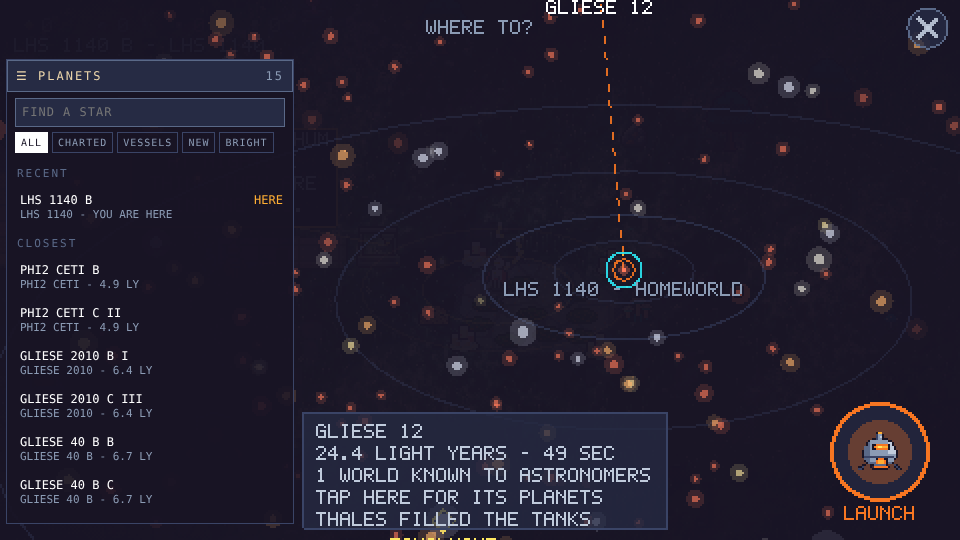 GLIESE 12
WHERE TO?
☰ PLANETS 15
FIND A STAR
ALL CHARTED VESSELS NEW BRIGHT
RECENT
LHS 1140 B HERE
LHS 1140 - YOU ARE HERE
CLOSEST
PHI2 CETI B
PHI2 CETI - 4.9 LY
PHI2 CETI C II
PHI2 CETI - 4.9 LY
GLIESE 2010 B I
GLIESE 2010 - 6.4 LY
GLIESE 2010 C III
GLIESE 2010 - 6.4 LY
GLIESE 40 B B
GLIESE 40 B - 6.7 LY
GLIESE 40 B C
GLIESE 40 B - 6.7 LY
LHS 1140 - HOMEWORLD
GLIESE 12
24.4 LIGHT YEARS - 49 SEC
1 WORLD KNOWN TO ASTRONOMERS
TAP HERE FOR ITS PLANETS
THALES FILLED THE TANKS
LAUNCH